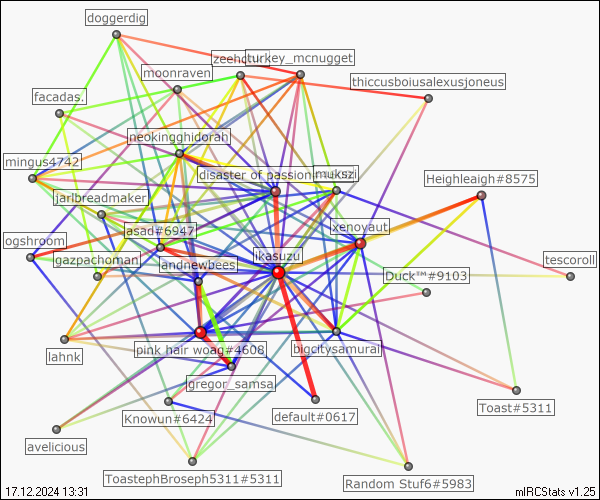 doggerdig
turkey_mcnugget
moonraven
thiccusboiusalexusjoneus
facadas.
neokingghidorah
mingus4742
disaster of passion
mukszi
Heighleaigh#8575
jarlbreadmaker
asad#6947
xenovaut
ogshroom
ikasuzu
tescoroll
gazpachoman
andnewbees
Duck™#9103
pink hair woag#4608
bigcitysamurai
lahnk
gregor_samsa
Toast#5311
Knowun#6424
default#0617
avelicious
ToastephBroseph5311#5311
Random Stuf6#5983
17.12.2024 13:31
mIRCStats v1.25